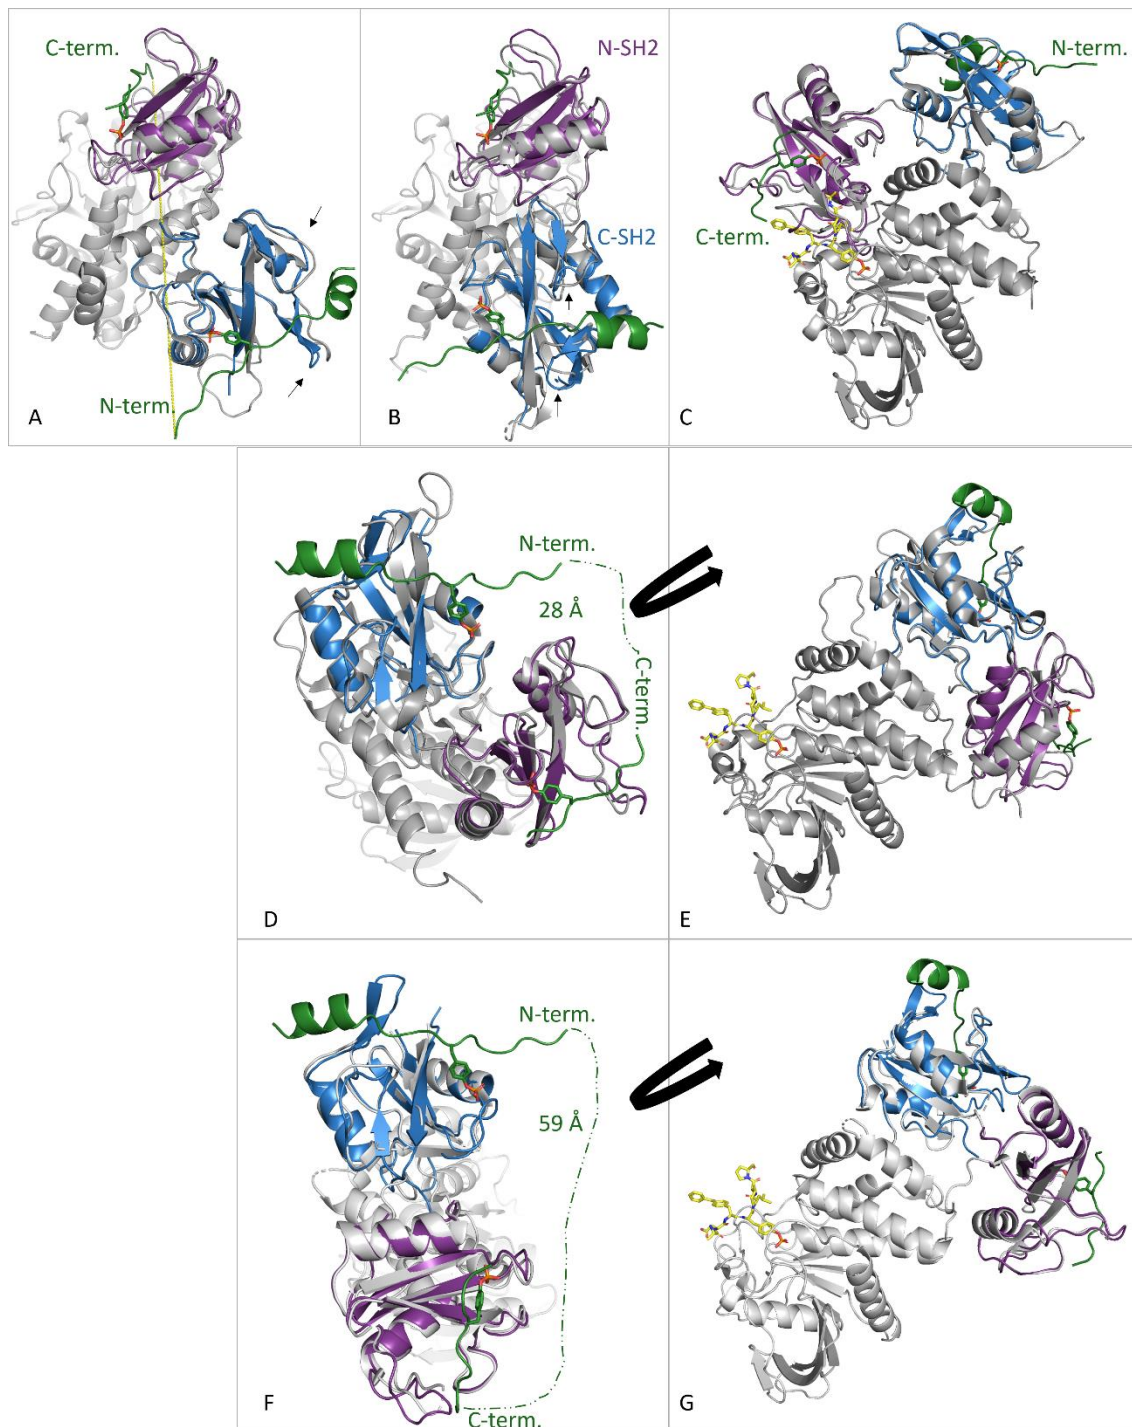 C-term.
N-term.
A
N-SH2
C-SH2
B
N-term.
C-term.
C
N-term.
28 Å
C-term.
D
E
N-term.
59 Å
C-term.
F
G